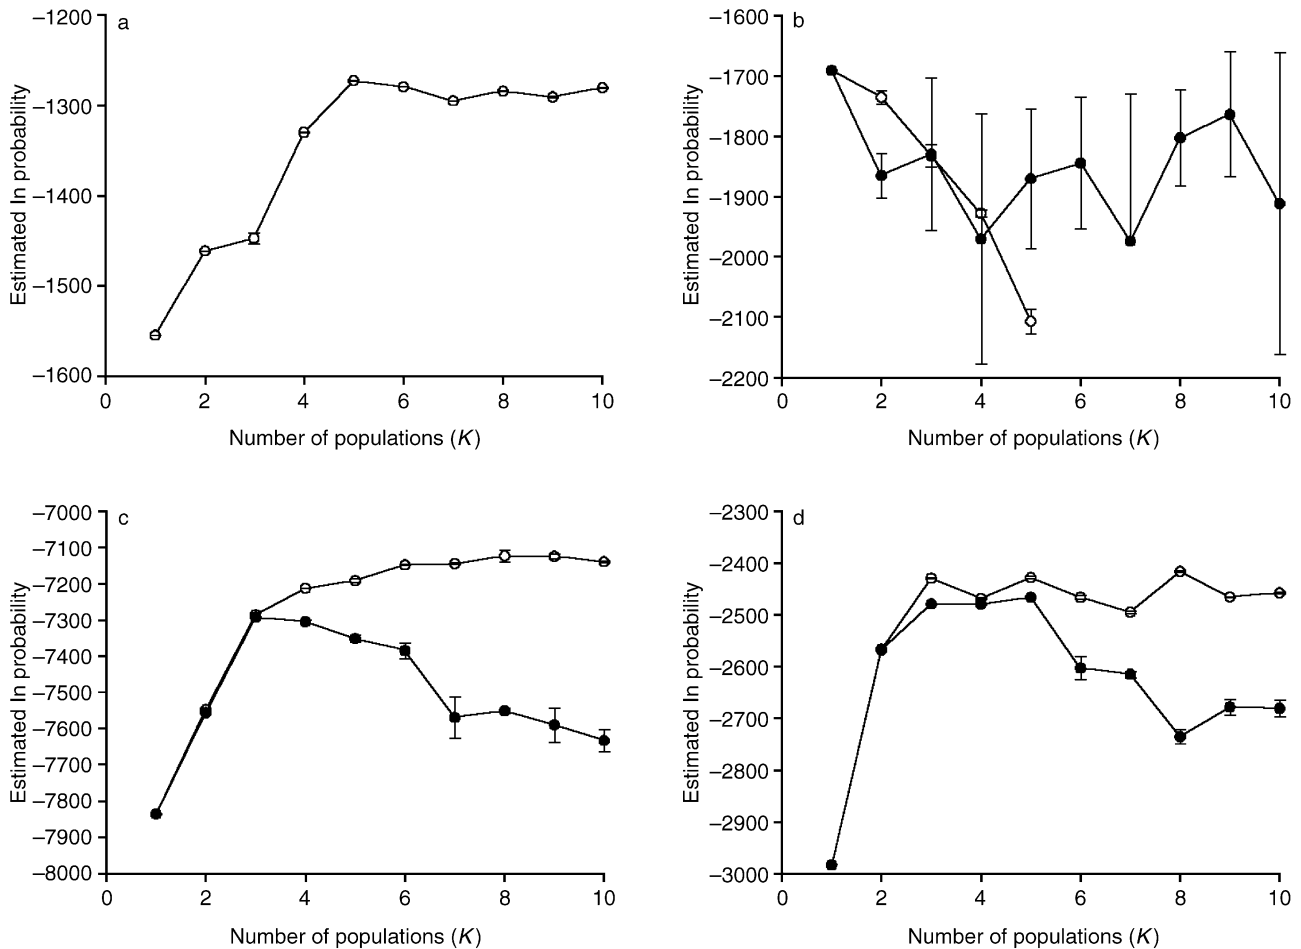 a
Estimated ln probability
–1200
–1300
–1400
–1500
–1600
0 2 4 6 8 10
Number of populations (K)
b
Estimated ln probability
–1600
–1700
–1800
–1900
–2000
–2100
–2200
0 2 4 6 8 10
Number of populations (K)
c
Estimated ln probability
–7000
–7100
–7200
–7300
–7400
–7500
–7600
–7700
–7800
–7900
–8000
0 2 4 6 8 10
Number of populations (K)
d
Estimated ln probability
–2300
–2400
–2500
–2600
–2700
–2800
–2900
–3000
0 2 4 6 8 10
Number of populations (K)